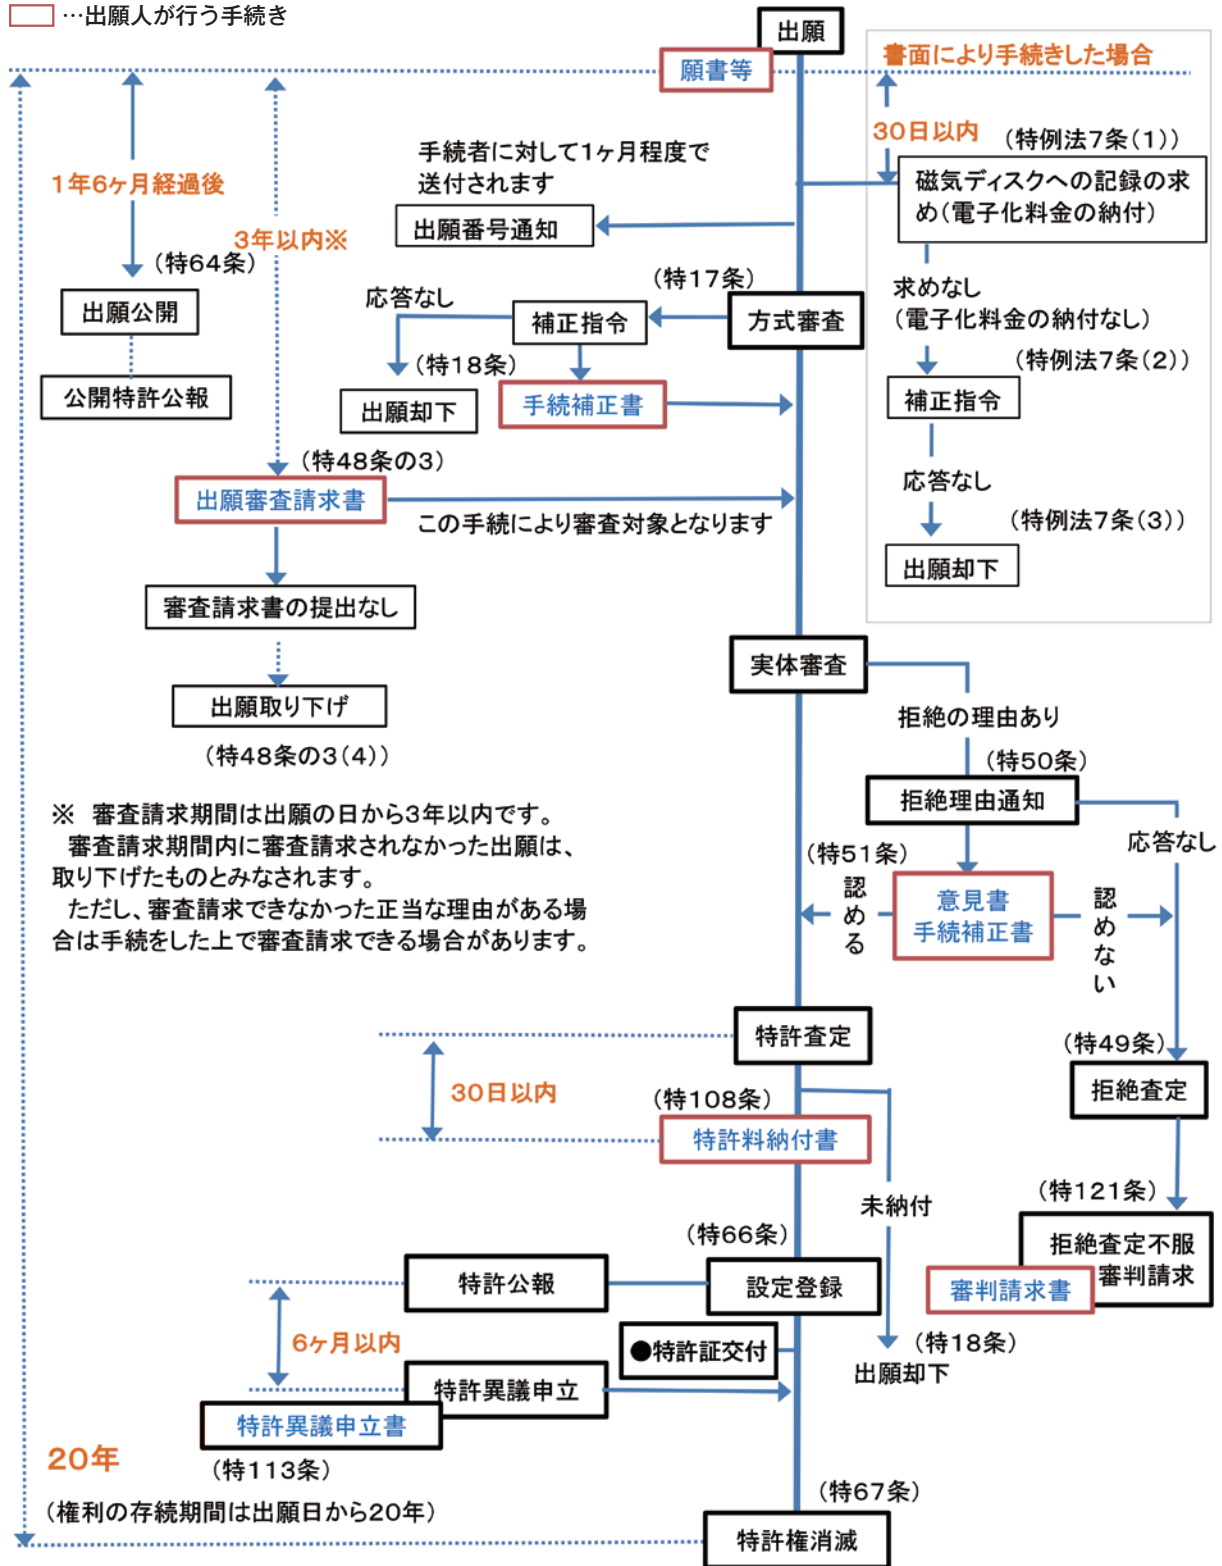 …出願人が行う手続き
出願
願書等
書面により手続きした場合
30日以内
(特例法7条(1))
磁気ディスクへの記録の求
め(電子化料金の納付)
求めなし
(電子化料金の納付なし)
(特例法7条(2))
補正指令
応答なし
(特例法7条(3))
出願却下
1年6ヶ月経過後
(特64条)
出願公開
公開特許公報
3年以内※
手続者に対して1ヶ月程度で
送付されます
出願番号通知
(特17条)
方式審査
補正指令
応答なし
(特18条)
出願却下
手続補正書
(特48条の3)
出願審査請求書
この手続により審査対象となります
審査請求書の提出なし
出願取り下げ
(特48条の3(4))
※ 審査請求期間は出願の日から3年以内です。
審査請求期間内に審査請求されなかった出願は、
取り下げたものとみなされます。
ただし、審査請求できなかった正当な理由がある場
合は手続をした上で審査請求できる場合があります。
実体審査
拒絶の理由あり
(特50条)
拒絶理由通知
応答なし
(特51条)
認める
意見書
手続補正書
認めない
(特49条)
拒絶査定
(特121条)
拒絶査定不服
審判請求
審判請求書
特許査定
30日以内
(特108条)
特許料納付書
未納付
(特18条)
出願却下
(特66条)
設定登録
特許公報
6ヶ月以内
●特許証交付
特許異議申立
特許異議申立書
(特113条)
20年
(権利の存続期間は出願日から20年)
(特67条)
特許権消滅